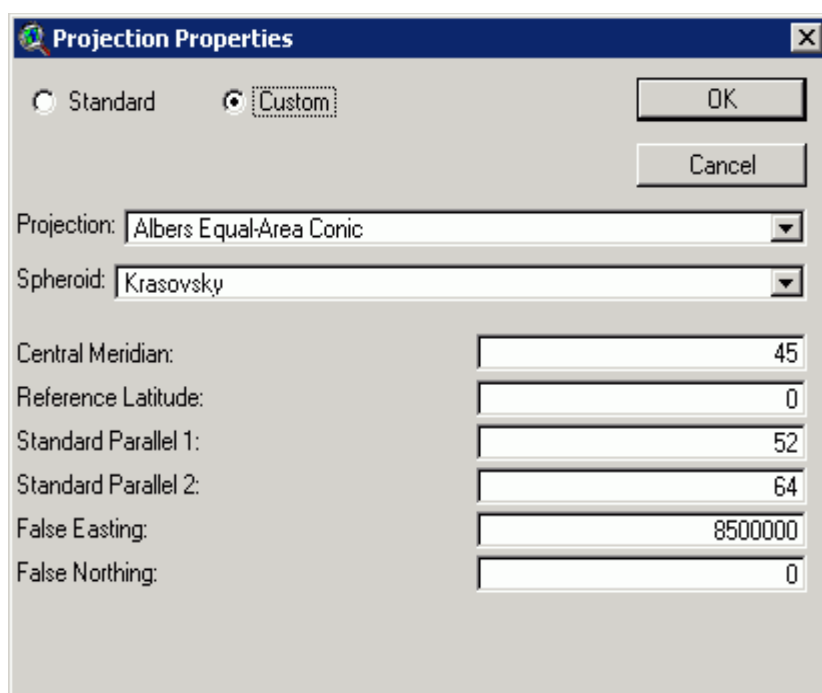 Projection Properties
Standard
Custom
OK
Cancel
Projection: Albers Equal-Area Conic
Spheroid: Krasovsky
Central Meridian: 45
Reference Latitude: 0
Standard Parallel 1: 52
Standard Parallel 2: 64
False Easting: 8500000
False Northing: 0